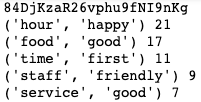 84DjKzaR26vphu9fNI9nKg
('hour', 'happy') 21
('food', 'good') 17
('time', 'first') 11
('staff', 'friendly') 9
('service', 'good') 7